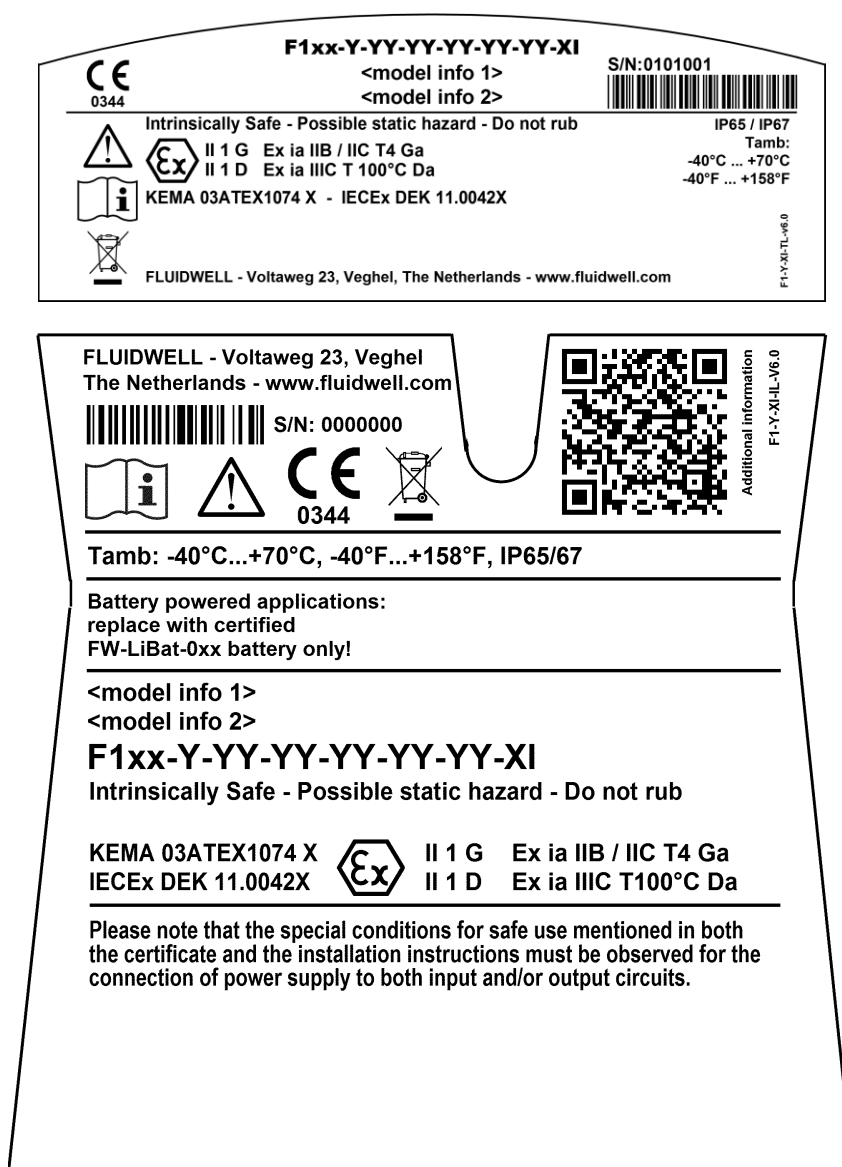 F1xx-Y-YY-YY-YY-YY-YY-XI
<model info 1>
<model info 2>
CE
0344
S/N:0101001
Intrinsically Safe - Possible static hazard - Do not rub
Ex
II 1 G Ex ia IIB / IIC T4 Ga
II 1 D Ex ia IIIC T 100°C Da
KEMA 03ATEX1074 X - IECEx DEK 11.0042X
IP65 / IP67
Tamb:
-40°C ... +70°C
-40°F ... +158°F
i
FLUIDWELL - Voltaweg 23, Veghel, The Netherlands - www.fluidwell.com
F1-Y-XI-TL-v6.0
FLUIDWELL - Voltaweg 23, Veghel
The Netherlands - www.fluidwell.com
S/N: 0000000
i
CE
0344
Additional information
F1-Y-XI-IL-V6.0
Tamb: -40°C...+70°C, -40°F...+158°F, IP65/67
Battery powered applications:
replace with certified
FW-LiBat-0xx battery only!
<model info 1>
<model info 2>
F1xx-Y-YY-YY-YY-YY-YY-XI
Intrinsically Safe - Possible static hazard - Do not rub
KEMA 03ATEX1074 X
IECEx DEK 11.0042X
Ex
II 1 G Ex ia IIB / IIC T4 Ga
II 1 D Ex ia IIIC T100°C Da
Please note that the special conditions for safe use mentioned in both
the certificate and the installation instructions must be observed for the
connection of power supply to both input and/or output circuits.